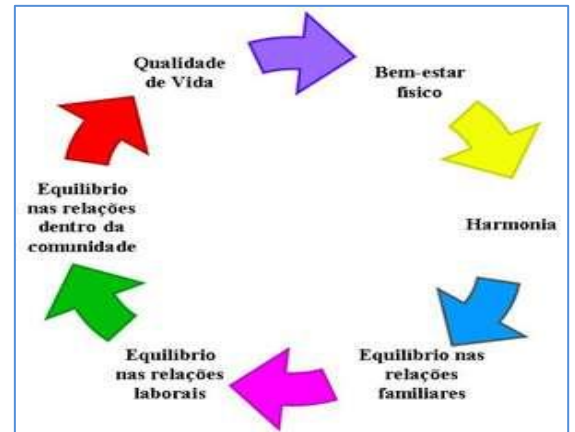 Qualidade
de Vida
Bem-estar
físico
Harmonia
Equilíbrio nas
relações
familiares
Equilíbrio
nas relações
laborais
Equilíbrio
nas relações
dentro da
comunidade